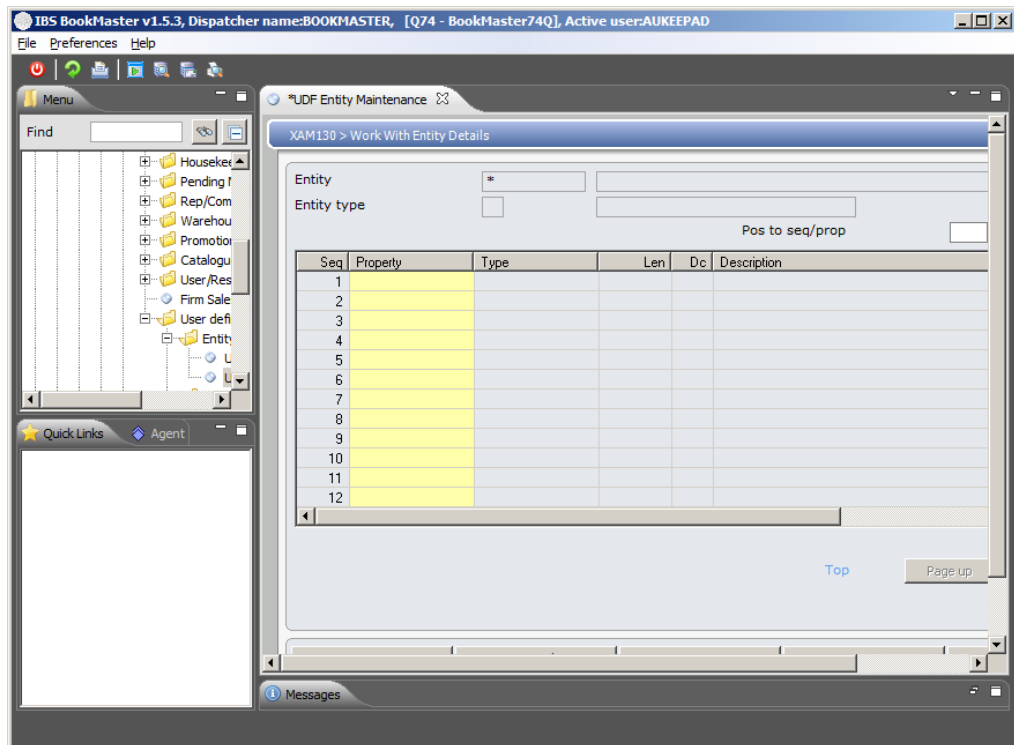 IBS BookMaster v1.5.3, Dispatcher name:BOOKMASTER, [Q74 - BookMaster74Q], Active user:AUKEEPAD
File Preferences Help
Menu
Find
Pending
Rep/Com
Warehou
Promotion
Catalogu
User/Res
Firm Sale
User defi
Entity
U
U
Quick Links Agent
*UDF Entity Maintenance
XAM130 > Work With Entity Details
Entity *
Entity type
Pos to seq/prop
Seq Property Type Len Dc Description
1
2
3
4
5
6
7
8
9
10
11
12
Top Page up
Messages